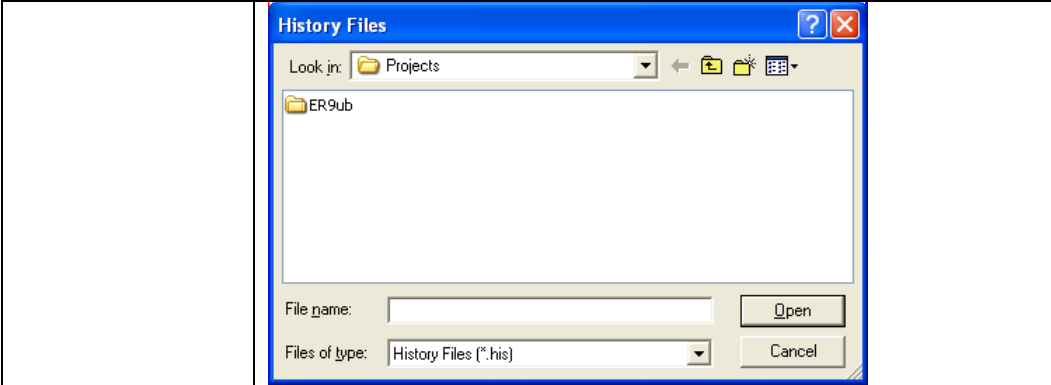 History Files
Look in: Projects
ER9ub
File name: Open
Files of type: History Files (*.his) Cancel